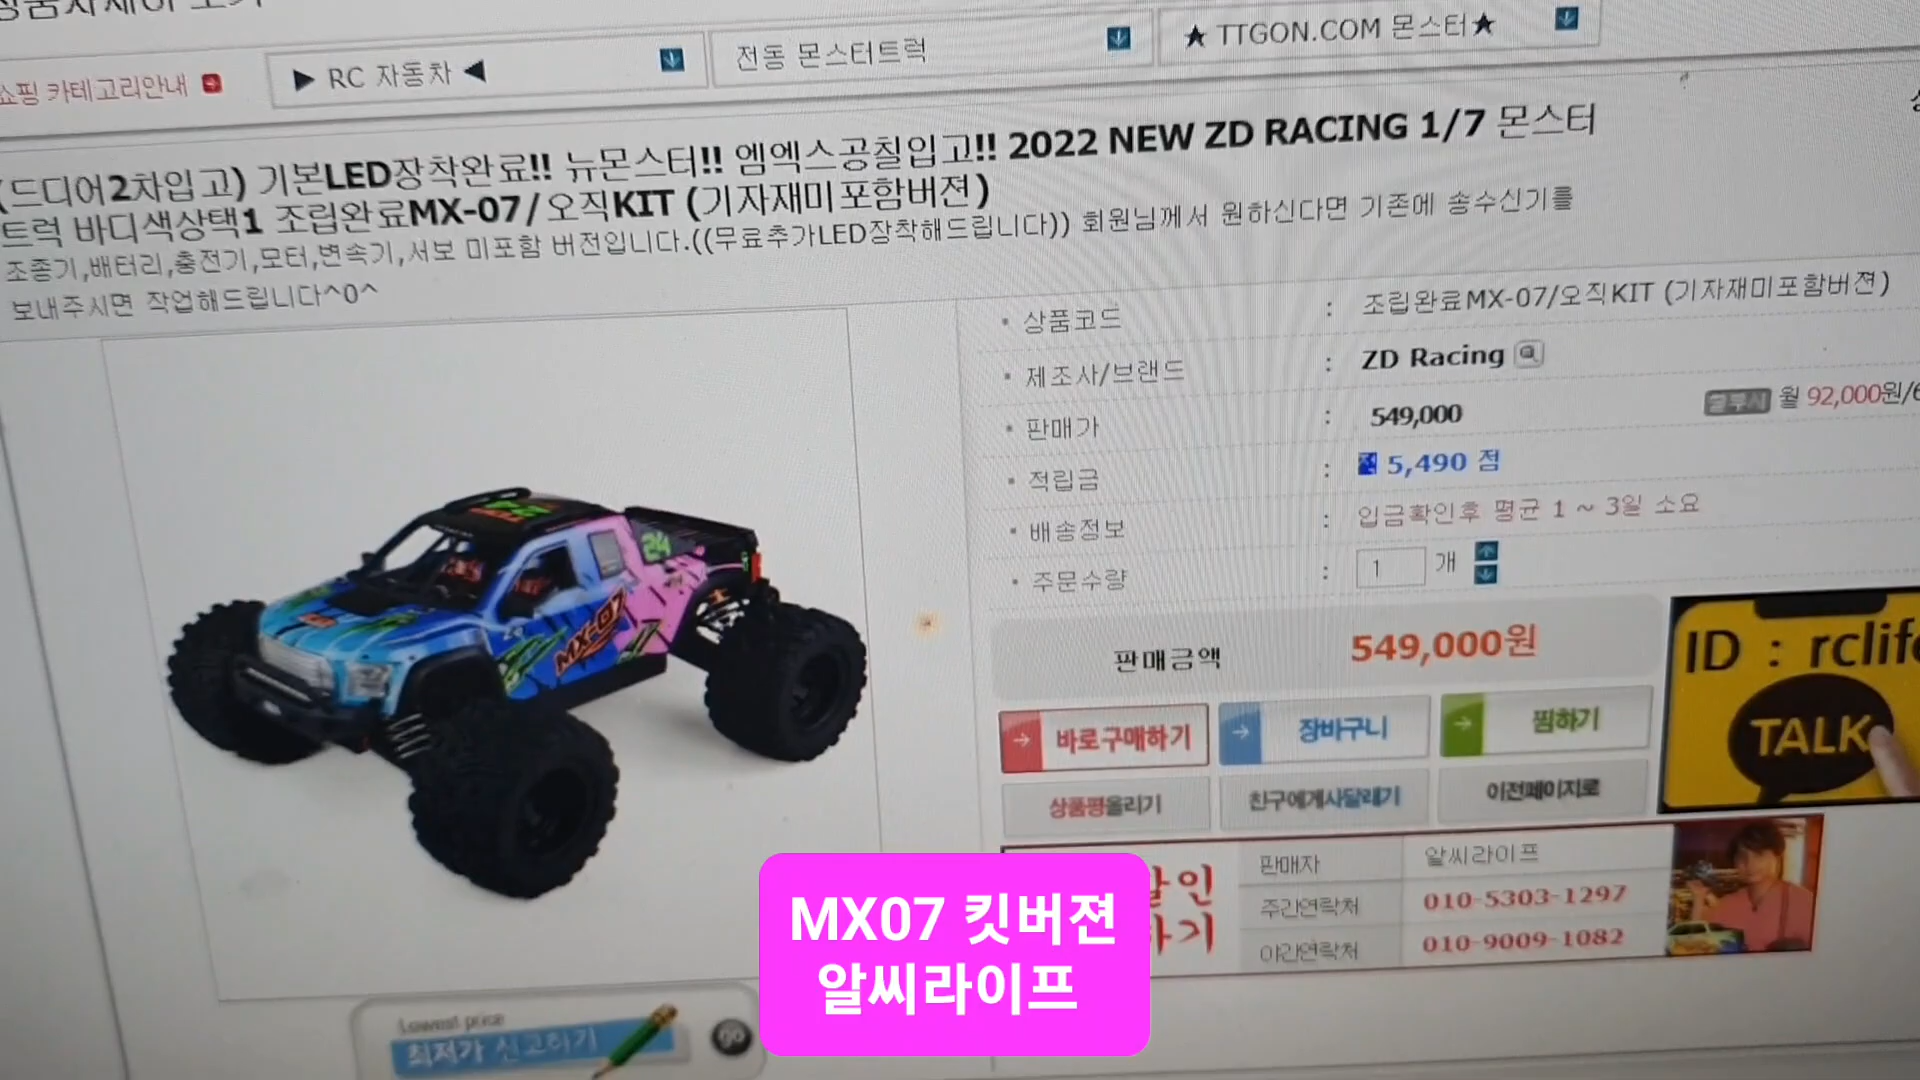 쇼핑 카테고리안내
▶ RC 자동차 ◀
전동 몬스터트럭
★ TTGON.COM 몬스터★
(드디어2차입고) 기본LED장착완료!! 뉴몬스터!! 엠엑스공칠입고!! 2022 NEW ZD RACING 1/7 몬스터
트럭 바디색상택1 조립완료MX-07/오직KIT (기자재미포함버젼)
조종기,배터리,충전기,모터,변속기,서보 미포함 버전입니다.((무료추가LED장착해드립니다)) 회원님께서 원하신다면 기존에 송수신기를
보내주시면 작업해드립니다^0^
상품코드 : 조립완료MX-07/오직KIT (기자재미포함버젼)
제조사/브랜드 : ZD Racing
판매가 : 549,000
월 92,000원/6
적립금 : 5,490 점
배송정보 : 입금확인후 평균 1 ~ 3일 소요
주문수량 : 1 개
판매금액 549,000원
바로구매하기
장바구니
찜하기
상품평올리기
친구에게사달래기
이전페이지로
ID : rclife
TALK
24
MX-07
할인
하기
판매자 알씨라이프
주간연락처 010-5303-1297
야간연락처 010-9009-1082
Lowest price
최저가 신고하기
go
MX07 킷버젼
알씨라이프